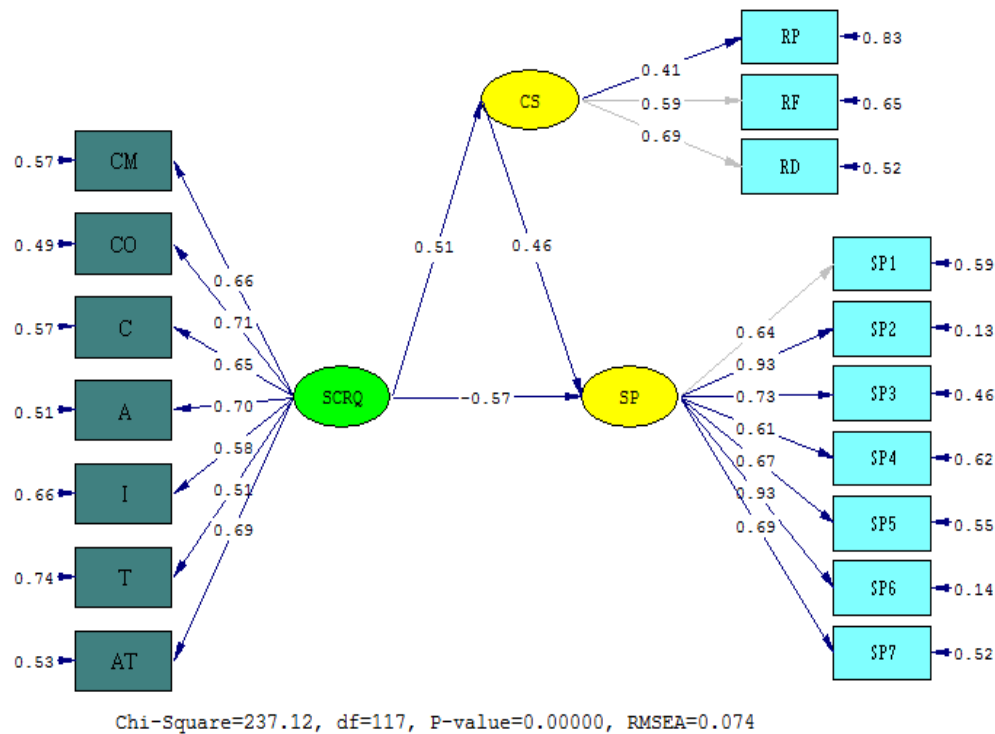 RP
0.83
0.41
CS
0.59
RF
0.65
0.69
RD
0.52
0.57
CM
0.49
CO
0.51
0.46
SP1
0.59
0.66
0.57
C
0.71
0.64
SP2
0.13
0.65
0.93
0.51
A
0.70
SCRQ
-0.57
SP
0.73
SP3
0.46
0.58
0.61
SP4
0.62
0.66
I
0.51
0.67
0.69
0.93
SP5
0.55
0.69
0.74
T
SP6
0.14
0.53
AT
SP7
0.52
Chi-Square=237.12, df=117, P-value=0.00000, RMSEA=0.074